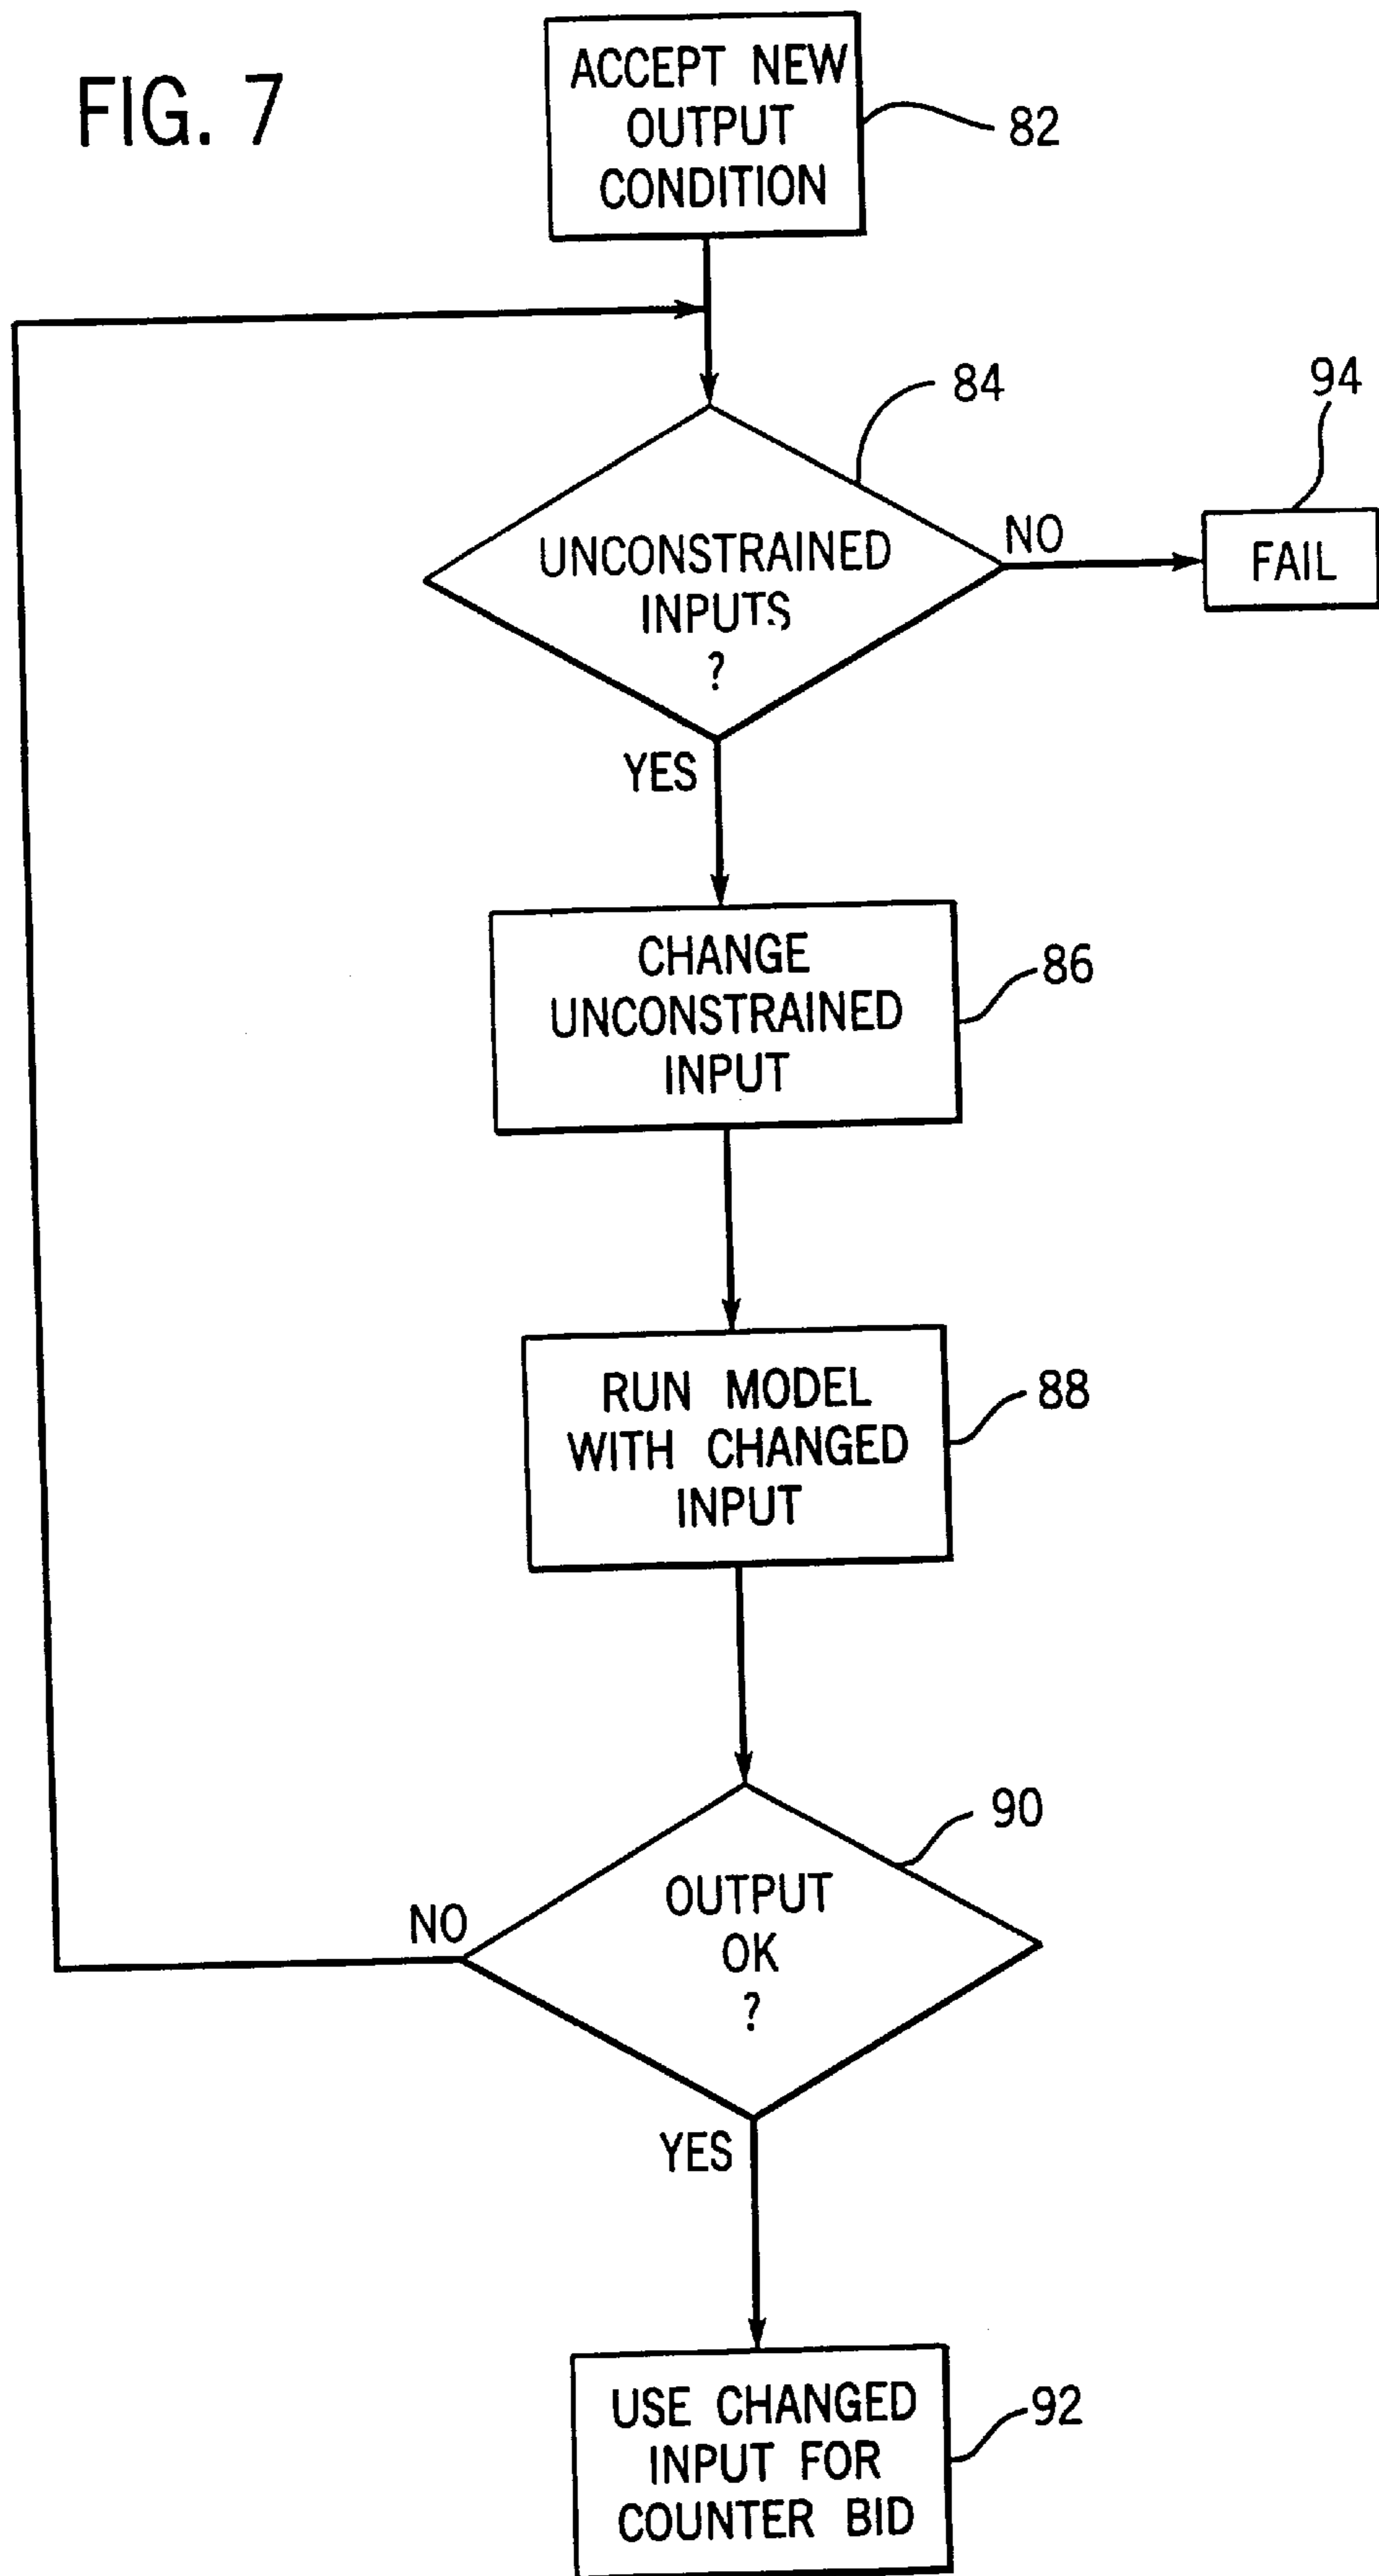 FIG. 7
ACCEPT NEW
OUTPUT
CONDITION
82
84
94
UNCONSTRAINED
INPUTS
?
NO
FAIL
YES
CHANGE
UNCONSTRAINED
INPUT
86
RUN MODEL
WITH CHANGED
INPUT
88
90
OUTPUT
OK
?
NO
YES
USE CHANGED
INPUT FOR
COUNTER BID
92